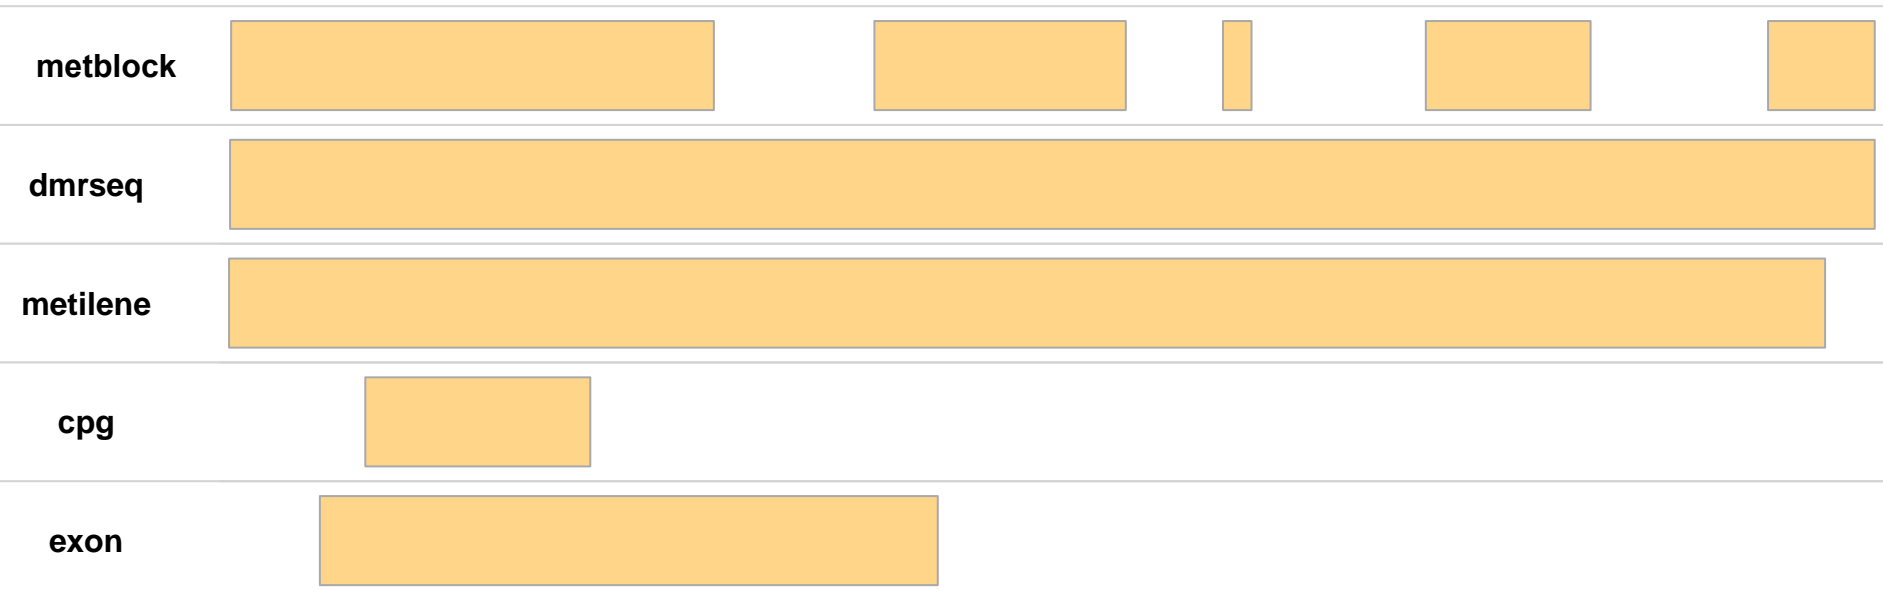 metblock
dmrseq
metilene
cpg
exon